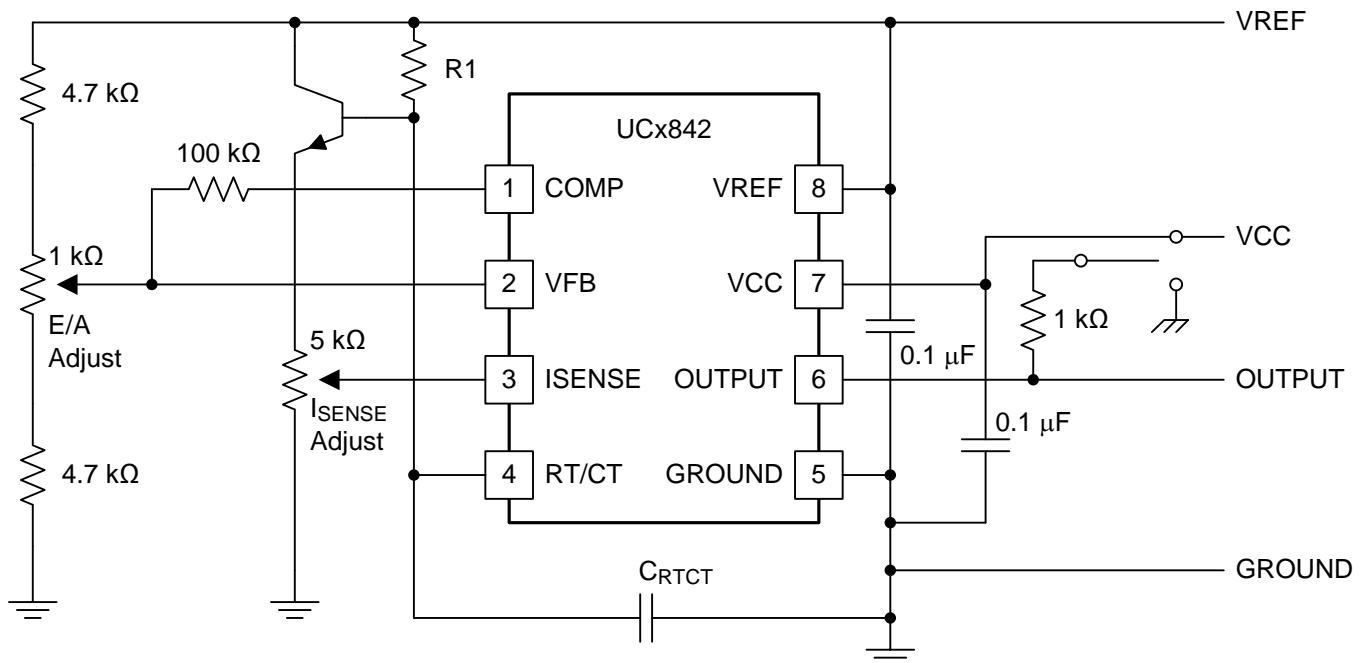 VREF
R1
4.7 kΩ
UCx842
100 kΩ
1
COMP
VREF
8
VCC
1 kΩ
2
VFB
VCC
7
1 kΩ
E/A
Adjust
5 kΩ
0.1 μF
3
ISENSE
OUTPUT
6
OUTPUT
ISENSE
Adjust
0.1 μF
4.7 kΩ
4
RT/CT
GROUND
5
CRTCT
GROUND